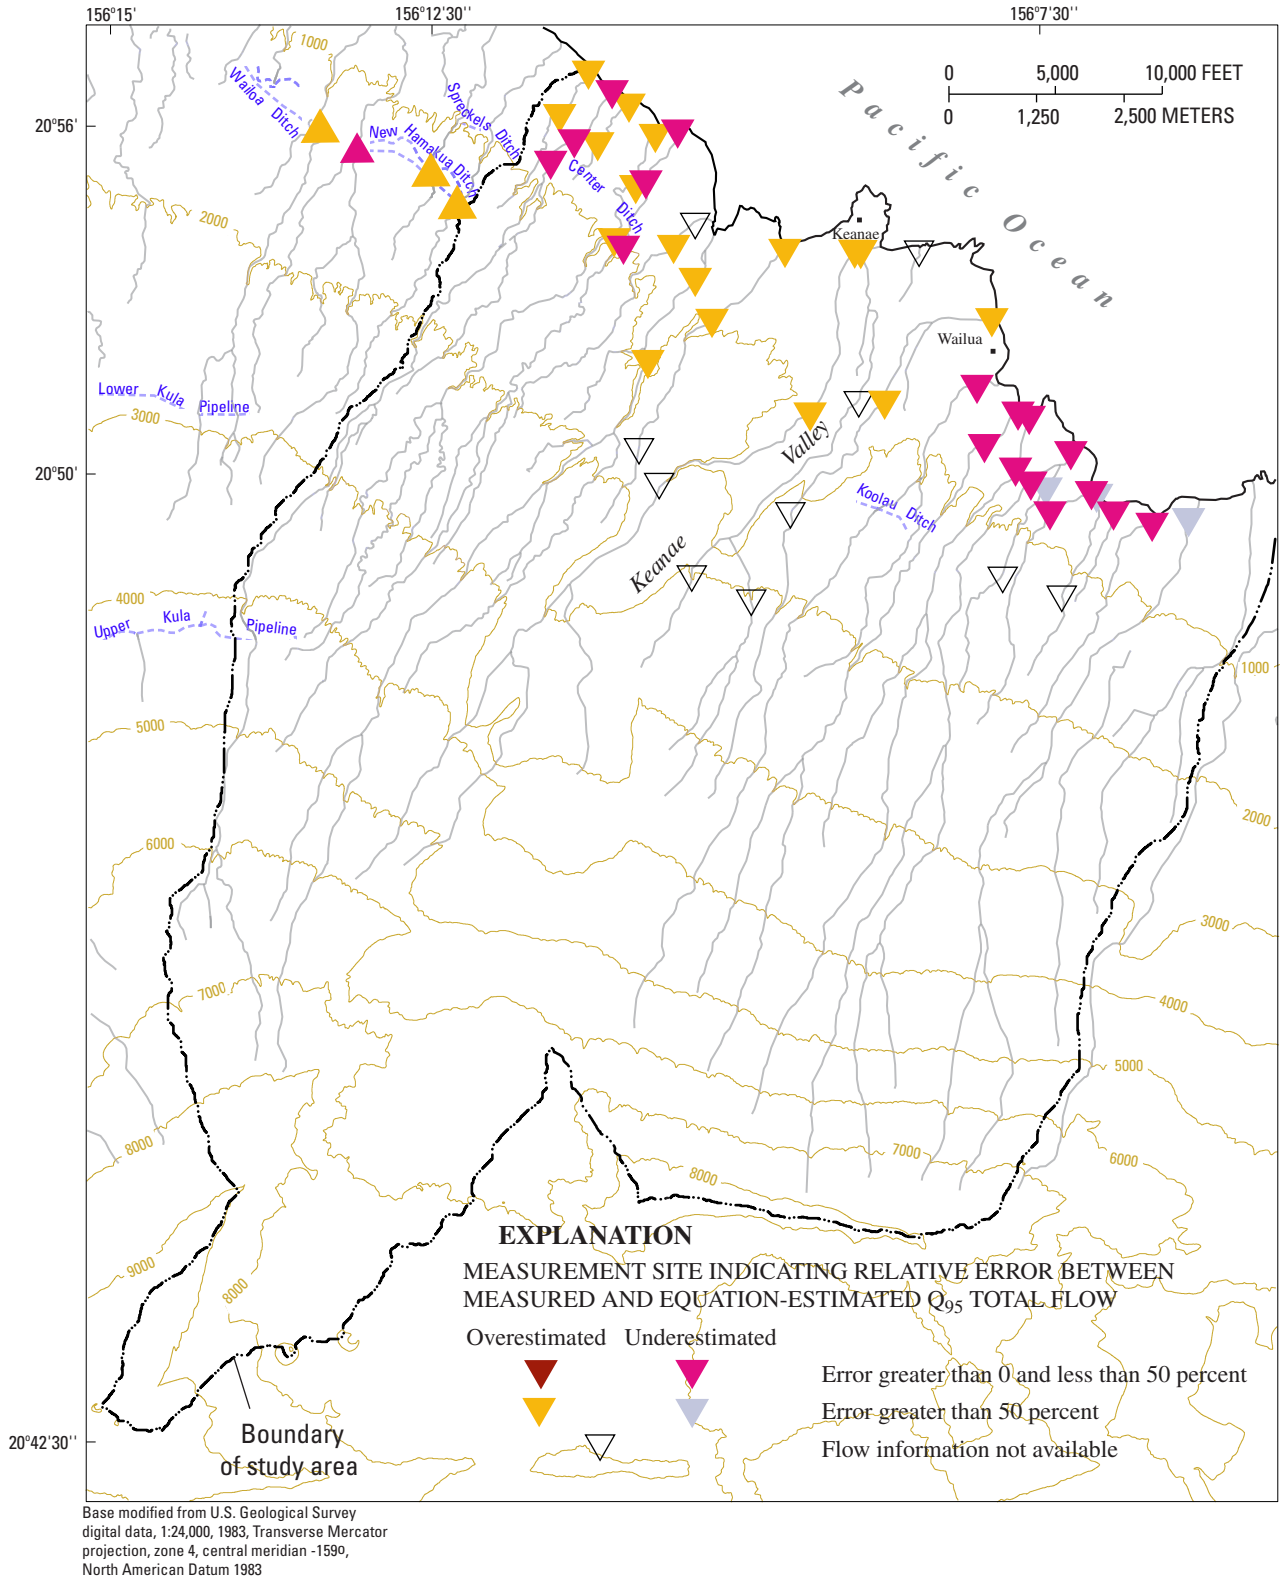 156°15' 156°12'30'' 156°7'30''
0 5,000 10,000 FEET
0 1,250 2,500 METERS
1000
Wailoa Ditch
Spreckels Ditch
New Hamakua Ditch
Center Ditch
Pacific Ocean
20°56'
2000
Keanae
Wailua
Lower Kula Pipeline
3000
Valley
20°50'
Koolau Ditch
Keanae
4000
Upper Kula Pipeline
1000
5000
2000
6000
3000
7000
4000
5000
8000
7000
6000
8000
9000
8000
EXPLANATION
MEASUREMENT SITE INDICATING RELATIVE ERROR BETWEEN
MEASURED AND EQUATION-ESTIMATED Q95 TOTAL FLOW
Overestimated Underestimated
Error greater than 0 and less than 50 percent
Error greater than 50 percent
Flow information not available
Boundary
of study area
20°42'30''
Base modified from U.S. Geological Survey
digital data, 1:24,000, 1983, Transverse Mercator
projection, zone 4, central meridian -159º,
North American Datum 1983